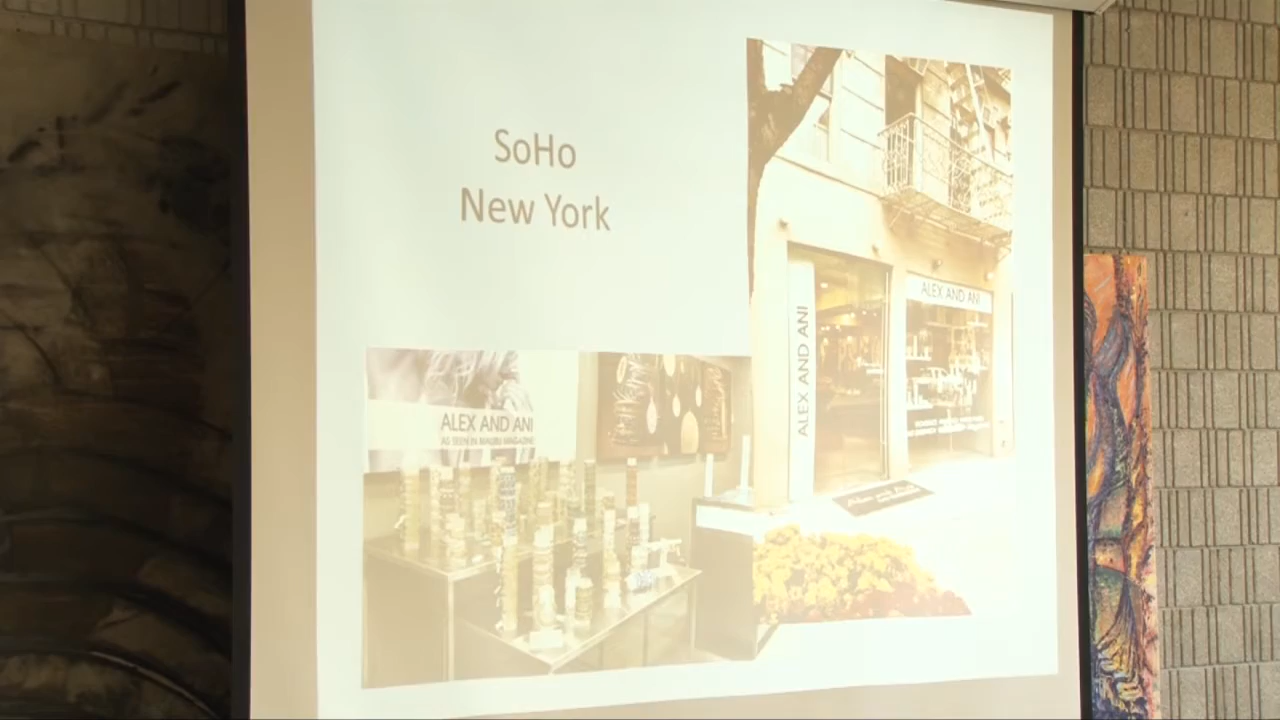 SoHo
New York
ALEX AND ANI
ALEX AND ANI
ALEX AND ANI
AS SEEN IN MALIBU MAGAZINE